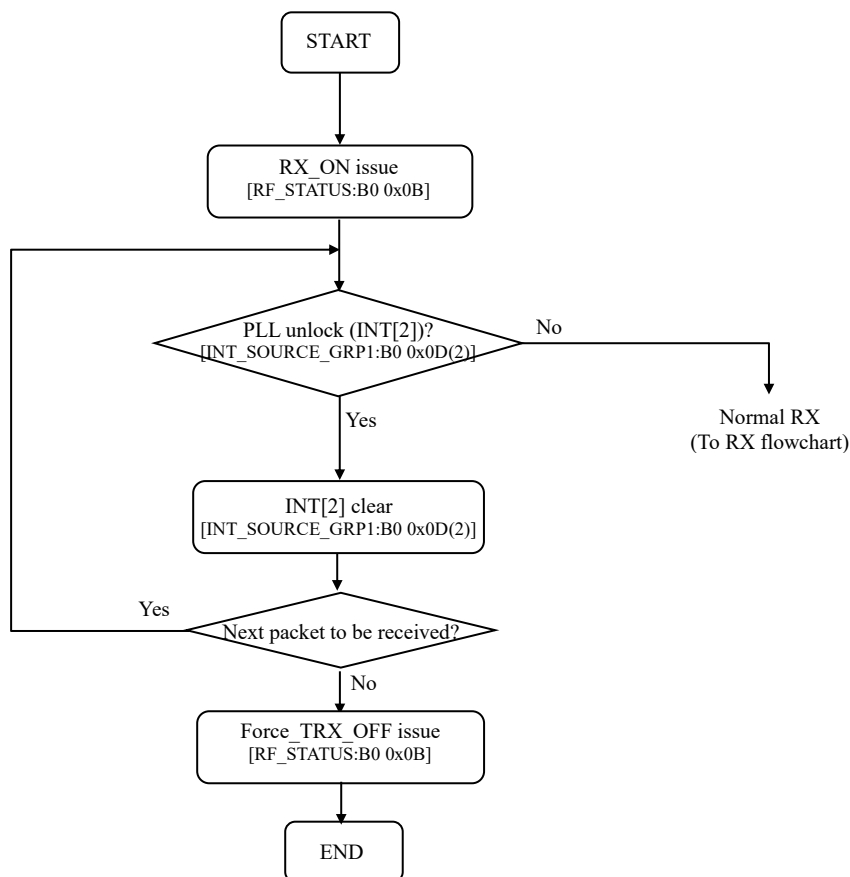 START
RX_ON issue
[RF_STATUS:B0 0x0B]
PLL unlock (INT[2])?
[INT_SOURCE_GRP1:B0 0x0D(2)]
No
Normal RX
(To RX flowchart)
Yes
INT[2] clear
[INT_SOURCE_GRP1:B0 0x0D(2)]
Yes
Next packet to be received?
No
Force_TRX_OFF issue
[RF_STATUS:B0 0x0B]
END